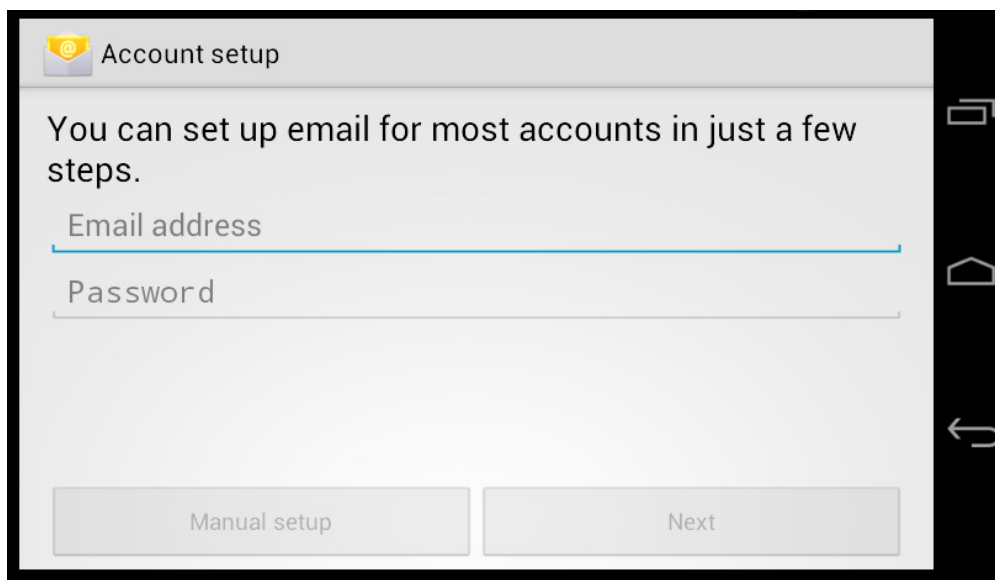 @
Account setup
You can set up email for most accounts in just a few
steps.
Email address
Password
Manual setup
Next